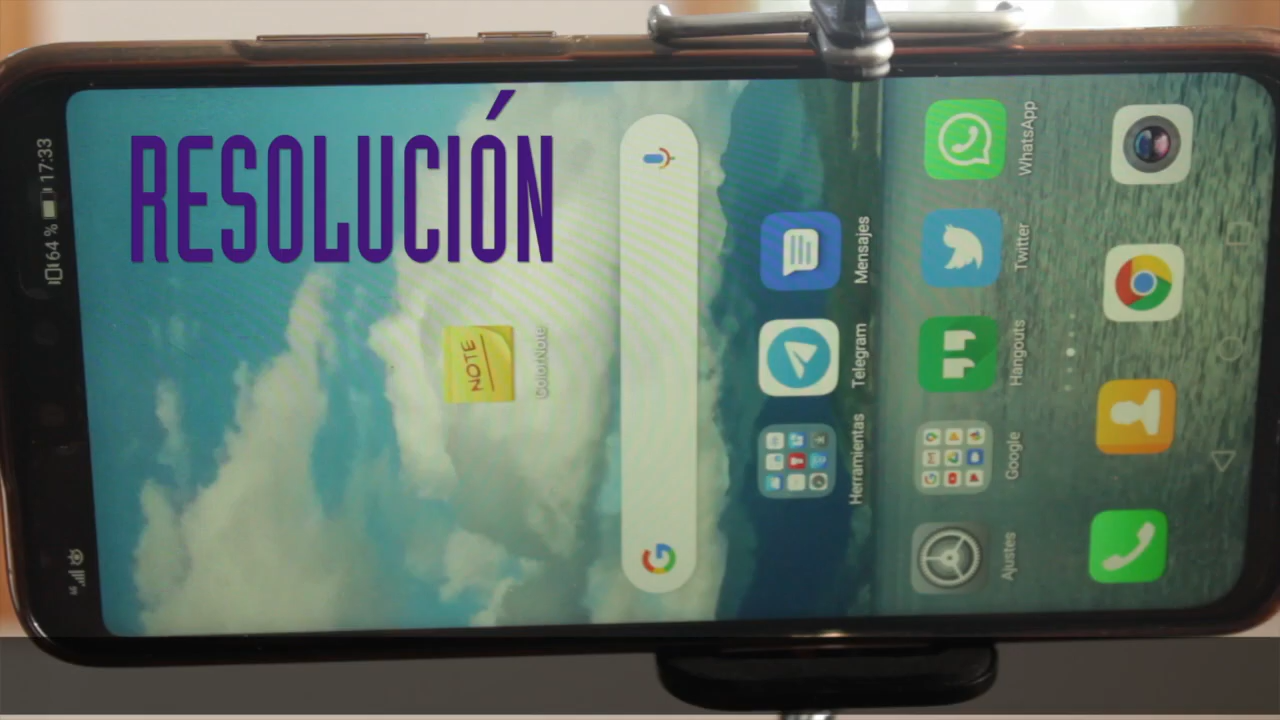 RESOLUCIÓN
64 % 17:33
NOTE
ColorNote
Herramientas
Telegram
Mensajes
Ajustes
Google
Hangouts
Twitter
WhatsApp